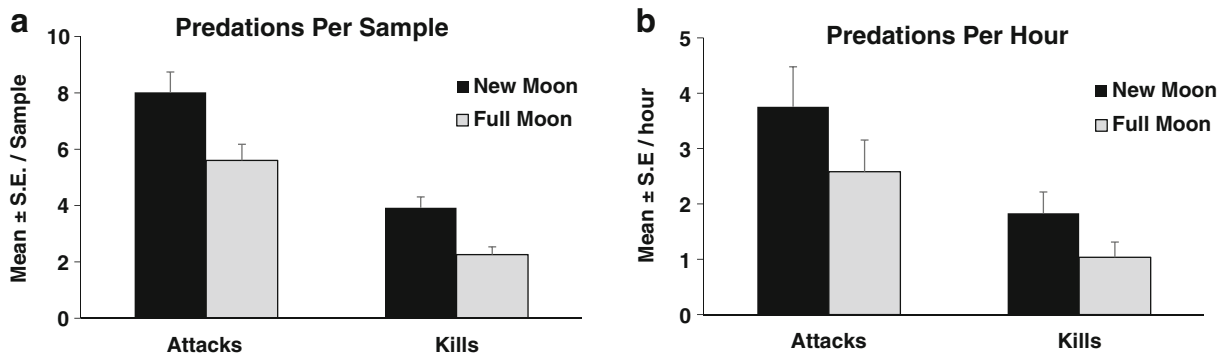 a
Predations Per Sample
Mean ± S.E. / Sample
10
8
6
4
2
0
New Moon
Full Moon
Attacks
Kills
b
Predations Per Hour
Mean ± S.E / hour
5
4
3
2
1
0
New Moon
Full Moon
Attacks
Kills